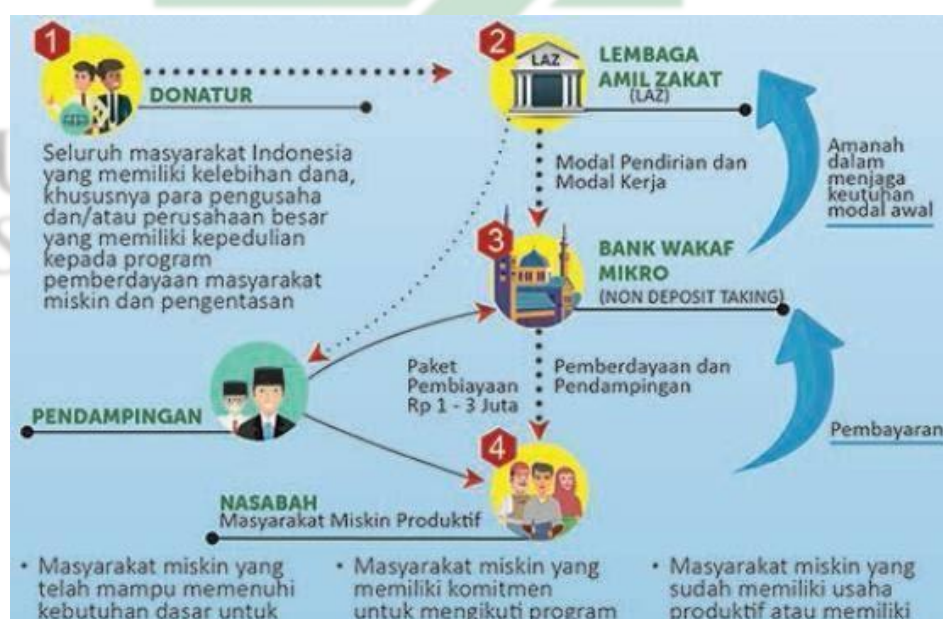 1
DONATUR
Seluruh masyarakat Indonesia
yang memiliki kelebihan dana,
khususnya para pengusaha
dan/atau perusahaan besar
yang memiliki kepedulian
kepada program
pemberdayaan masyarakat
miskin dan pengentasan
2
LAZ
LEMBAGA
AMIL ZAKAT
(LAZ)
Modal Pendirian dan
Modal Kerja
Amanah
dalam
menjaga
keutuhan
modal awal
3
BANK WAKAF
MIKRO
(NON DEPOSIT TAKING)
PENDAMPINGAN
Paket
Pembiayaan
Rp 1 - 3 Juta
Pemberdayaan dan
Pendampingan
Pembayaran
4
NASABAH
Masyarakat Miskin Produktif
• Masyarakat miskin yang
telah mampu memenuhi
kebutuhan dasar untuk
• Masyarakat miskin yang
memiliki komitmen
untuk mengikuti program
• Masyarakat miskin yang
sudah memiliki usaha
produktif atau memiliki